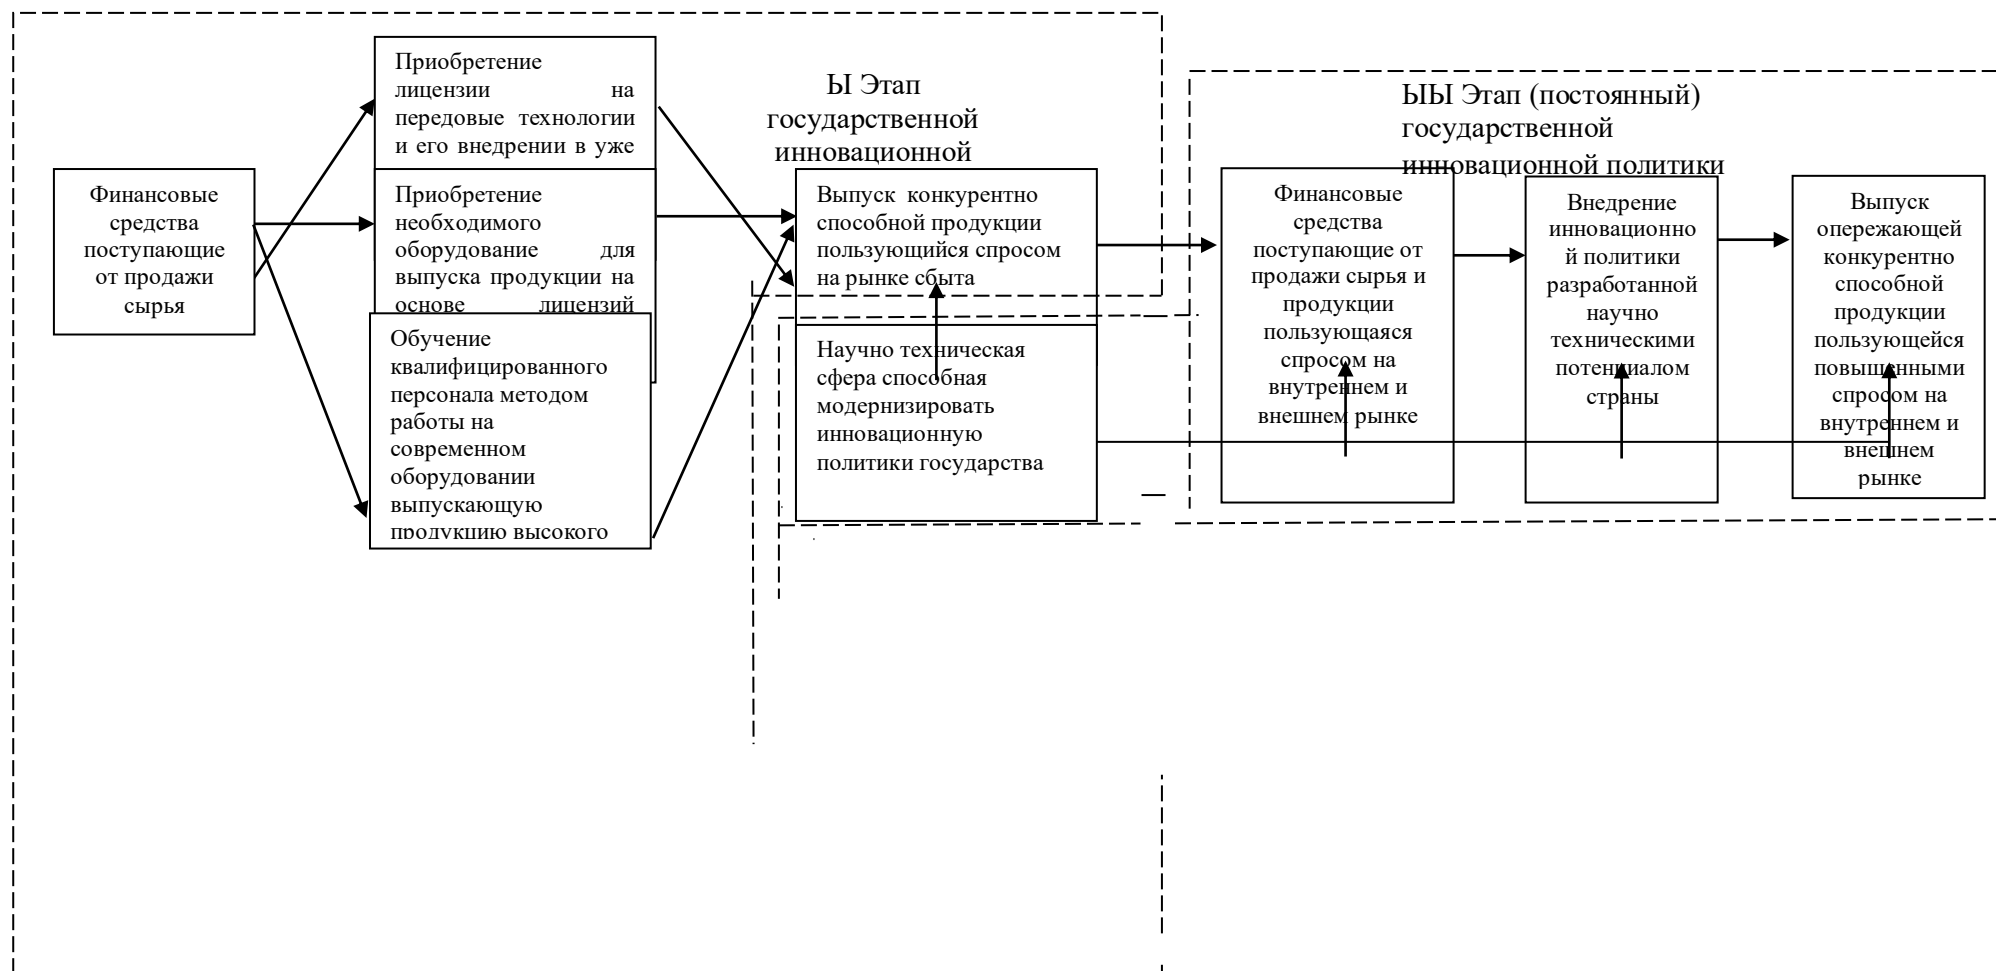 Приобретение
лицензии на
передовые технологии
и его внедрении в уже
Ы Этап
государственной
инновационной
ЫЫ Этап (постоянный)
государственной
инновационной политики
Финансовые
средства
поступающие
от продажи
сырья
Приобретение
необходимого
оборудование для
выпуска продукции на
основе лицензий
Обучение
квалифицированного
персонала методом
работы на
современном
оборудовании
выпускающую
продукцию высокого
Выпуск конкурентно
способной продукции
пользующийся спросом
на рынке сбыта
Научно техническая
сфера способная
модернизировать
инновационную
политики государства
Финансовые
средства
поступающие от
продажи сырья и
продукции
пользующаяся
спросом на
внутреннем и
внешнем рынке
Внедрение
инновационно
й политики
разработанной
научно
техническими
потенциалом
страны
Выпуск
опережающей
конкурентно
способной
продукции
пользующейся
повышенными
спросом на
внутреннем и
внешнем
рынке